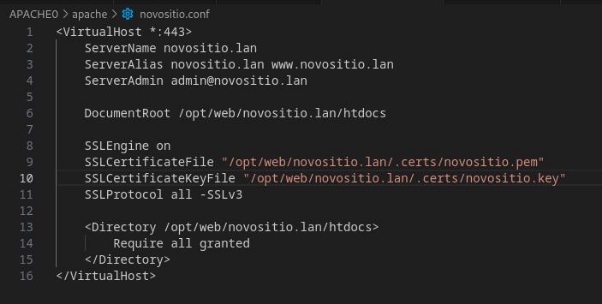 APACHE0 > apache > novositio.conf
1 <VirtualHost *:443>
2     ServerName novositio.lan
3     ServerAlias novositio.lan www.novositio.lan
4     ServerAdmin admin@novositio.lan
5
6     DocumentRoot /opt/web/novositio.lan/htdocs
7
8     SSLEngine on
9     SSLCertificateFile "/opt/web/novositio.lan/.certs/novositio.pem"
10     SSLCertificateKeyFile "/opt/web/novositio.lan/.certs/novositio.key"
11     SSLProtocol all -SSLv3
12
13     <Directory /opt/web/novositio.lan/htdocs>
14         Require all granted
15     </Directory>
16 </VirtualHost>